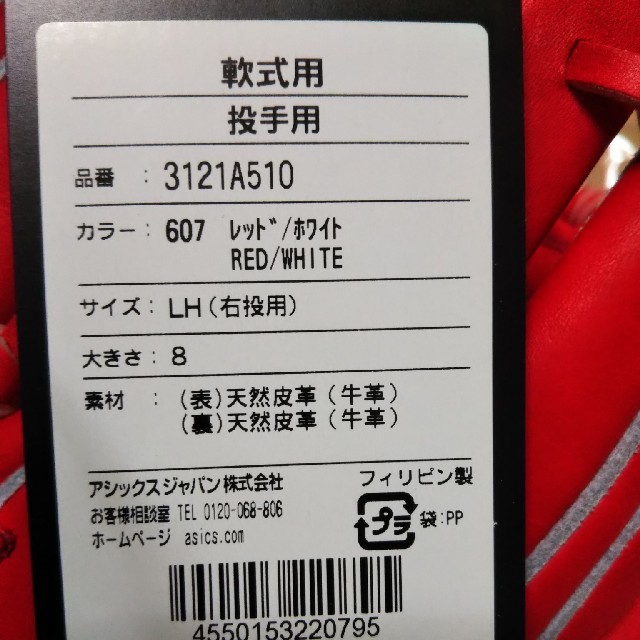 軟式用
投手用
品番 : 3121A510
カラー: 607 レッド/ホワイト
RED/WHITE
サイズ: LH(右投用)
大きさ: 8
素材 : (表)天然皮革(牛革)
(裏)天然皮革(牛革)
アシックスジャパン株式会社
お客様相談室 TEL 0120-068-806
ホームページ asics.com
フィリピン製
プラ 袋:PP
4550153220795